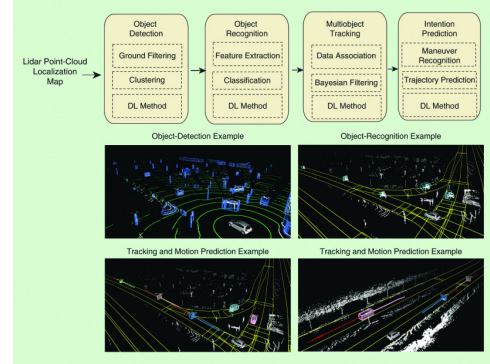 Object
Detection
Object
Recognition
Multiobject
Tracking
Intention
Prediction
Lidar Point-Cloud
Localization
Map
Ground Filtering
Clustering
DL Method
Feature Extraction
Classification
DL Method
Data Association
Bayesian Filtering
DL Method
Maneuver
Recognition
Trajectory Prediction
DL Method
Object-Detection Example
Object-Recognition Example
Tracking and Motion Prediction Example
Tracking and Motion Prediction Example